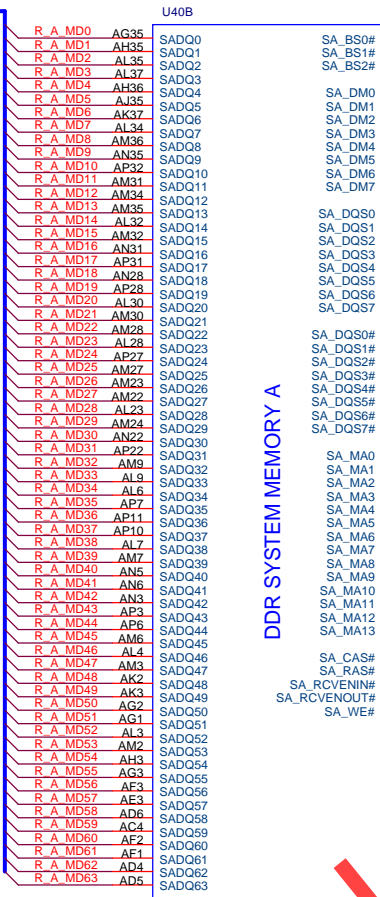 U40B
R_A_MD0 AG35 SADQ0 SA_BS0#
R_A_MD1 AH35 SADQ1 SA_BS1#
R_A_MD2 AL35 SADQ2 SA_BS2#
R_A_MD3 AL37 SADQ3
R_A_MD4 AH36 SADQ4 SA_DM0
R_A_MD5 AJ35 SADQ5 SA_DM1
R_A_MD6 AK37 SADQ6 SA_DM2
R_A_MD7 AL34 SADQ7 SA_DM3
R_A_MD8 AM36 SADQ8 SA_DM4
R_A_MD9 AN35 SADQ9 SA_DM5
R_A_MD10 AP32 SADQ10 SA_DM6
R_A_MD11 AM31 SADQ11 SA_DM7
R_A_MD12 AM34 SADQ12
R_A_MD13 AM35 SADQ13 SA_DQS0
R_A_MD14 AL32 SADQ14 SA_DQS1
R_A_MD15 AM32 SADQ15 SA_DQS2
R_A_MD16 AN31 SADQ16 SA_DQS3
R_A_MD17 AP31 SADQ17 SA_DQS4
R_A_MD18 AN28 SADQ18 SA_DQS5
R_A_MD19 AP28 SADQ19 SA_DQS6
R_A_MD20 AL30 SADQ20 SA_DQS7
R_A_MD21 AM30 SADQ21
R_A_MD22 AM28 SADQ22 SA_DQS0#
R_A_MD23 AL28 SADQ23 SA_DQS1#
R_A_MD24 AP27 SADQ24 SA_DQS2#
R_A_MD25 AM27 SADQ25 SA_DQS3#
R_A_MD26 AM23 SADQ26 SA_DQS4#
R_A_MD27 AM22 SADQ27 SA_DQS5#
R_A_MD28 AL23 SADQ28 SA_DQS6#
R_A_MD29 AM24 SADQ29 SA_DQS7#
R_A_MD30 AN22 SADQ30
R_A_MD31 AP22 SADQ31 SA_MA0
R_A_MD32 AM9 SADQ32 SA_MA1
R_A_MD33 AL9 SADQ33 SA_MA2
R_A_MD34 AL6 SADQ34 SA_MA3
R_A_MD35 AP7 SADQ35 SA_MA4
R_A_MD36 AP11 SADQ36 SA_MA5
R_A_MD37 AP10 SADQ37 SA_MA6
R_A_MD38 AL7 SADQ38 SA_MA7
R_A_MD39 AM7 SADQ39 SA_MA8
R_A_MD40 AN5 SADQ40 SA_MA9
R_A_MD41 AN6 SADQ41 SA_MA10
R_A_MD42 AN3 SADQ42 SA_MA11
R_A_MD43 AP3 SADQ43 SA_MA12
R_A_MD44 AP6 SADQ44 SA_MA13
R_A_MD45 AM6 SADQ45
R_A_MD46 AL4 SADQ46 SA_CAS#
R_A_MD47 AM3 SADQ47 SA_RAS#
R_A_MD48 AK2 SADQ48 SA_RCVENIN#
R_A_MD49 AK3 SADQ49 SA_RCVENOUT#
R_A_MD50 AG2 SADQ50 SA_WE#
R_A_MD51 AG1 SADQ51
R_A_MD52 AL3 SADQ52
R_A_MD53 AM2 SADQ53
R_A_MD54 AH3 SADQ54
R_A_MD55 AG3 SADQ55
R_A_MD56 AF3 SADQ56
R_A_MD57 AE3 SADQ57
R_A_MD58 AD6 SADQ58
R_A_MD59 AC4 SADQ59
R_A_MD60 AF2 SADQ60
R_A_MD61 AF1 SADQ61
R_A_MD62 AD4 SADQ62
R_A_MD63 AD5 SADQ63
DDR SYSTEM MEMORY A